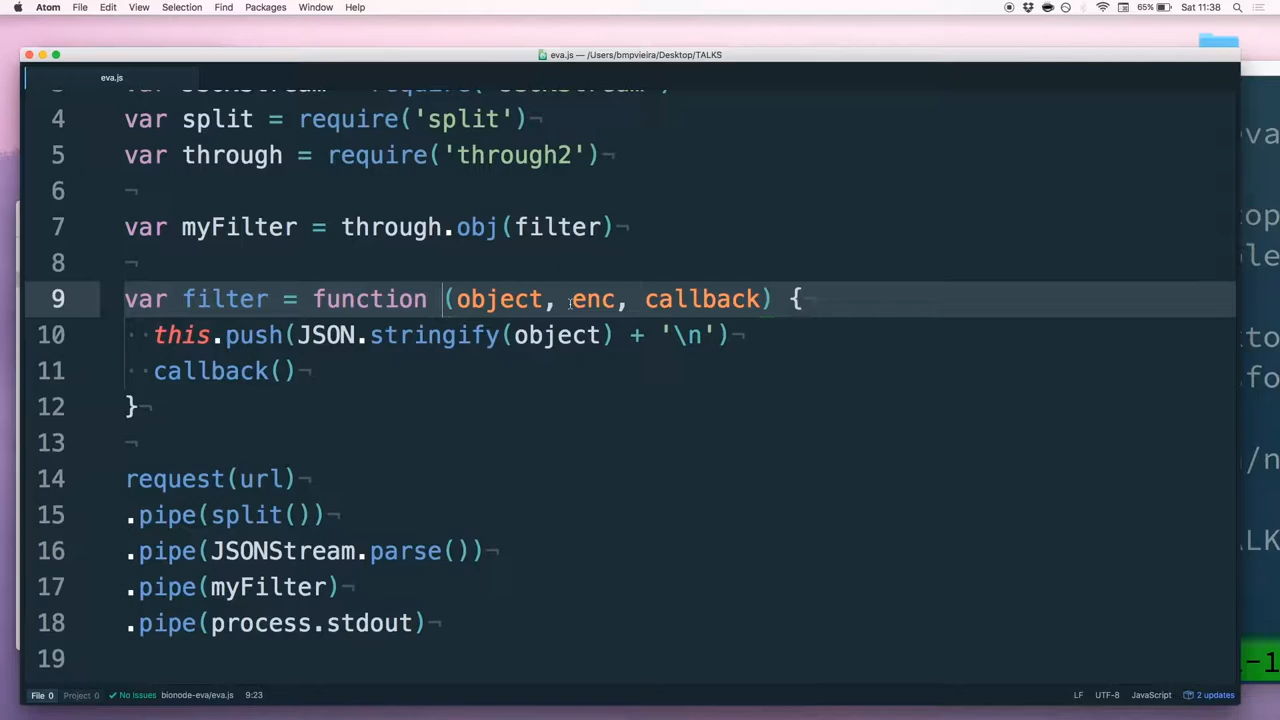 Atom File Edit View Selection Find Packages Window Help 65% Sat 11:38
eva.js — /Users/bmpvieira/Desktop/TALKS
eva.js
4 var split = require('split')¬
5 var through = require('through2')¬
6 ¬
7 var myFilter = through.obj(filter)¬
8 ¬
9 var filter = function (object, enc, callback) {¬
10 ··this.push(JSON.stringify(object) + '\n')¬
11 ··callback()¬
12 }¬
13 ¬
14 request(url)¬
15 .pipe(split())¬
16 .pipe(JSONStream.parse())¬
17 .pipe(myFilter)¬
18 .pipe(process.stdout)¬
19
File 0 Project 0 No Issues bionode-eva/eva.js 9:23 LF UTF-8 JavaScript 2 updates